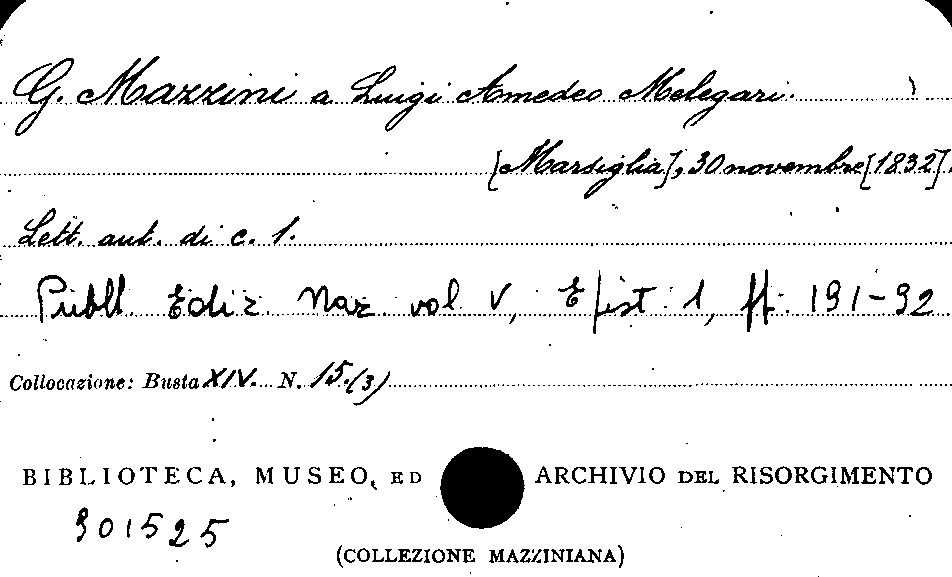 G. Mazzini a Luigi Amedeo Melegari.
[Marsiglia], 30 novembre [1832].
Lett. aut. di c. 1.
Pubbl. Ediz. Naz. vol V, Epist. 1, pp. 191-92
Collocazione: Busta XIV. N. 15.(3)
BIBLIOTECA, MUSEO, ED ARCHIVIO DEL RISORGIMENTO
301525
(COLLEZIONE MAZZINIANA)